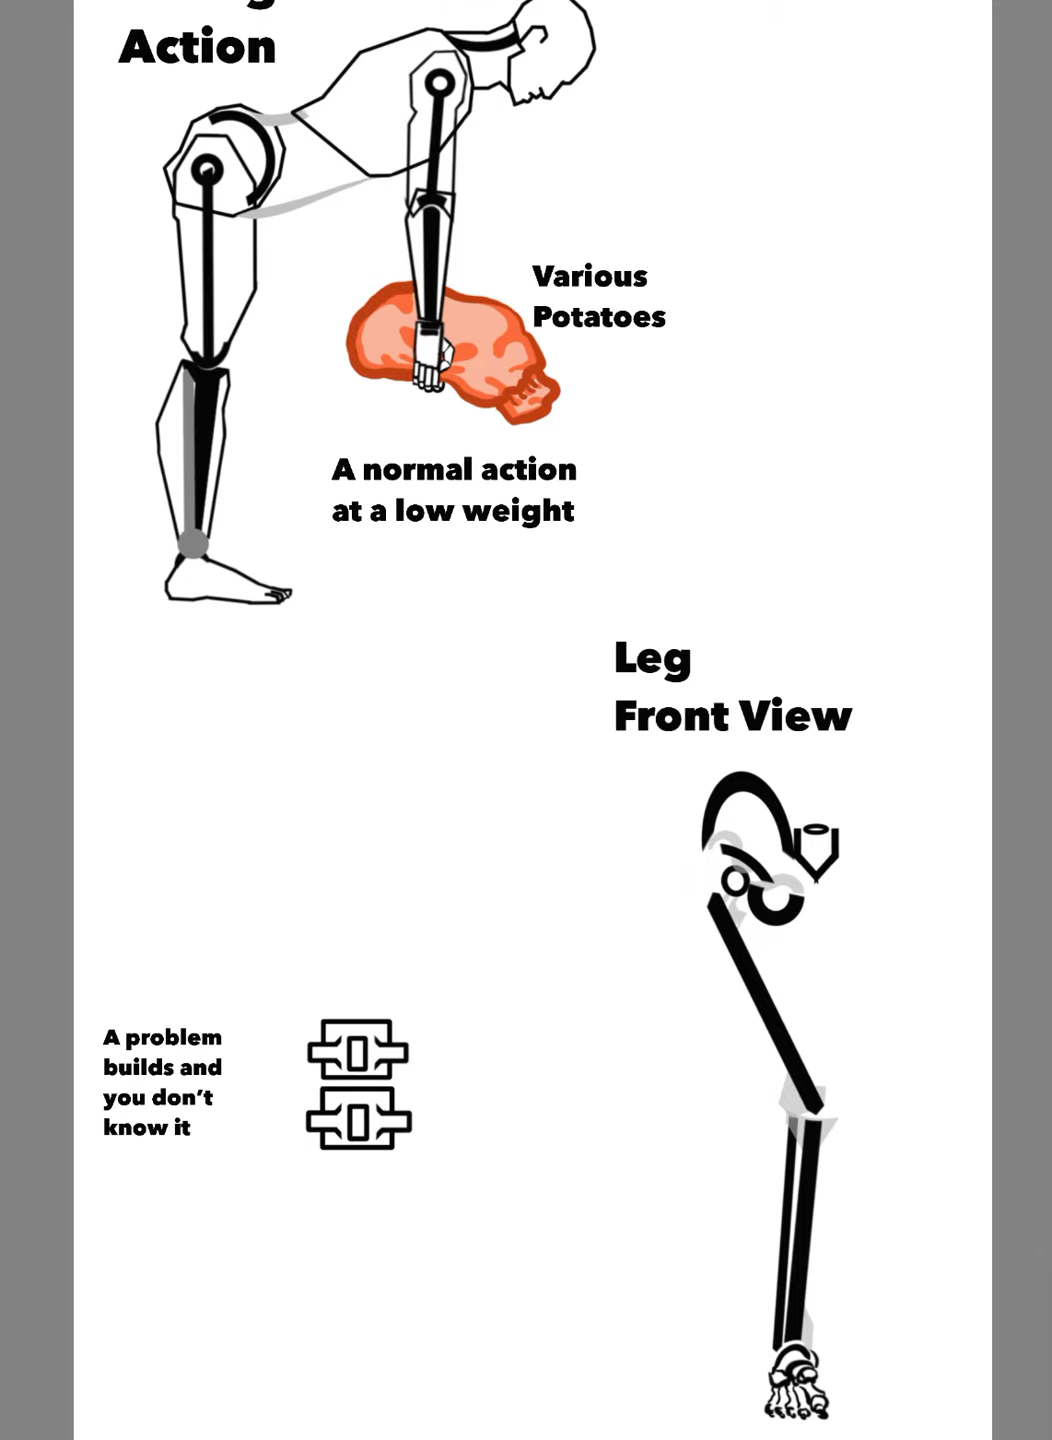 Action
Various
Potatoes
A normal action
at a low weight
Leg
Front View
A problem
builds and
you don’t
know it